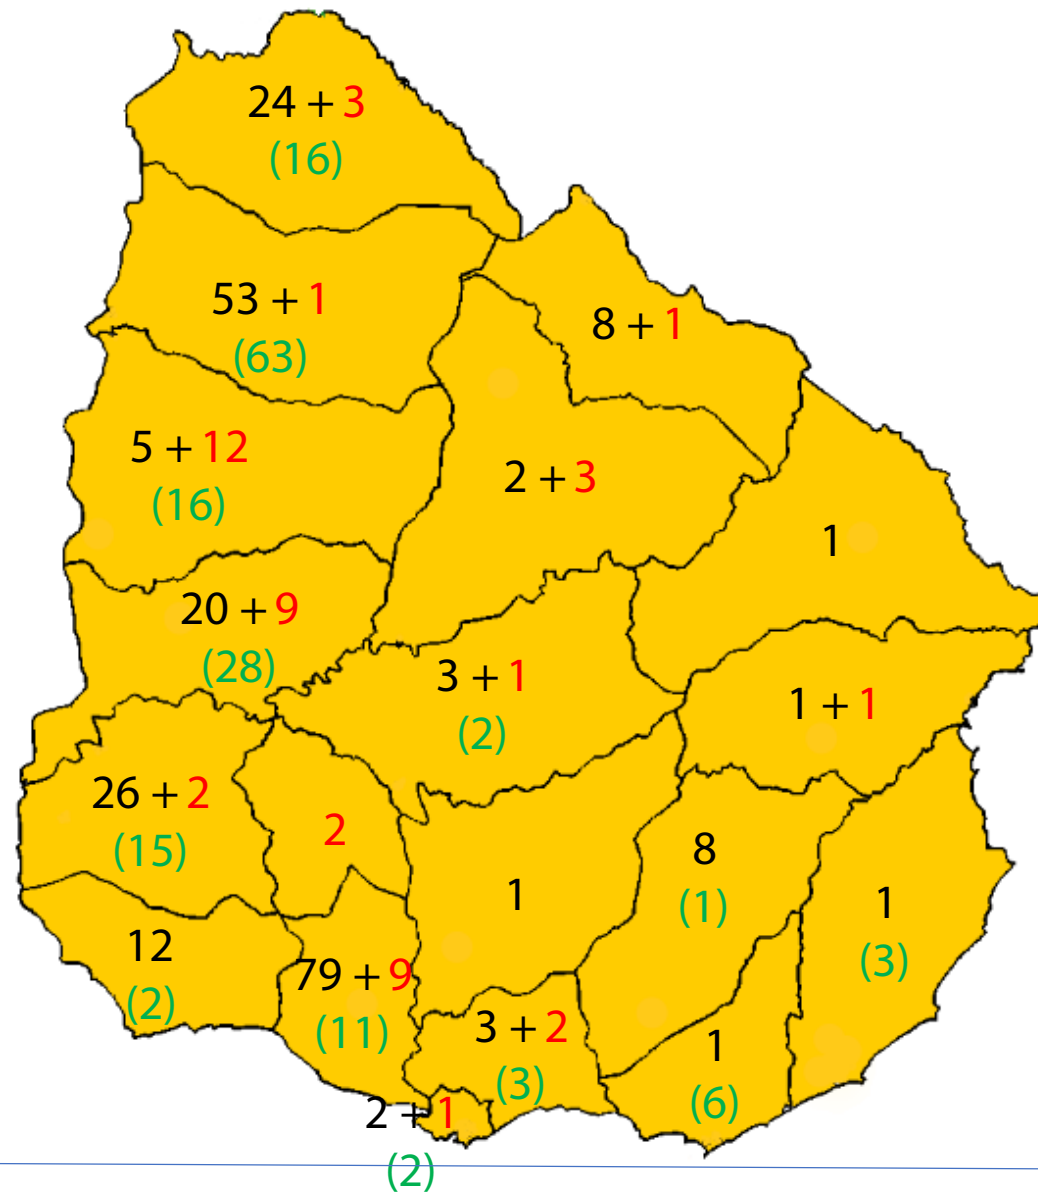 24 + 3
(16)
53 + 1
(63)
8 + 1
5 + 12
(16)
2 + 3
1
20 + 9
(28)
3 + 1
(2)
1 + 1
26 + 2
(15)
2
8
(1)
1
1
(3)
12
(2)
79 + 9
(11)
3 + 2
(3)
1
(6)
2 + 1
(2)